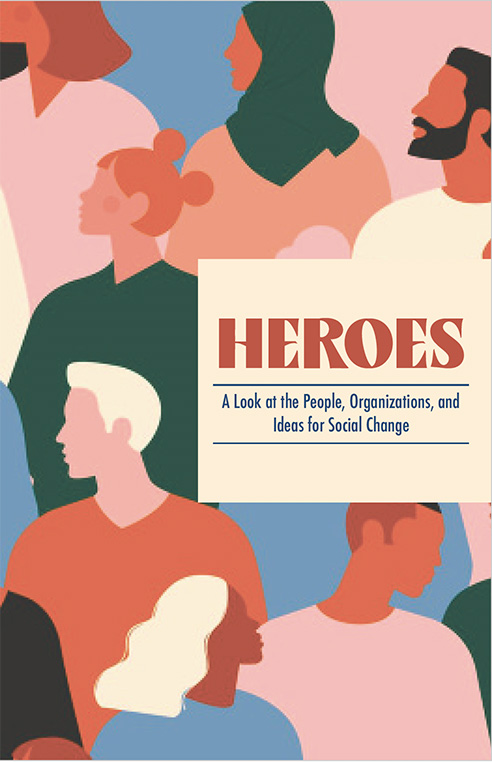 HEROES
A Look at the People, Organizations, and
Ideas for Social Change